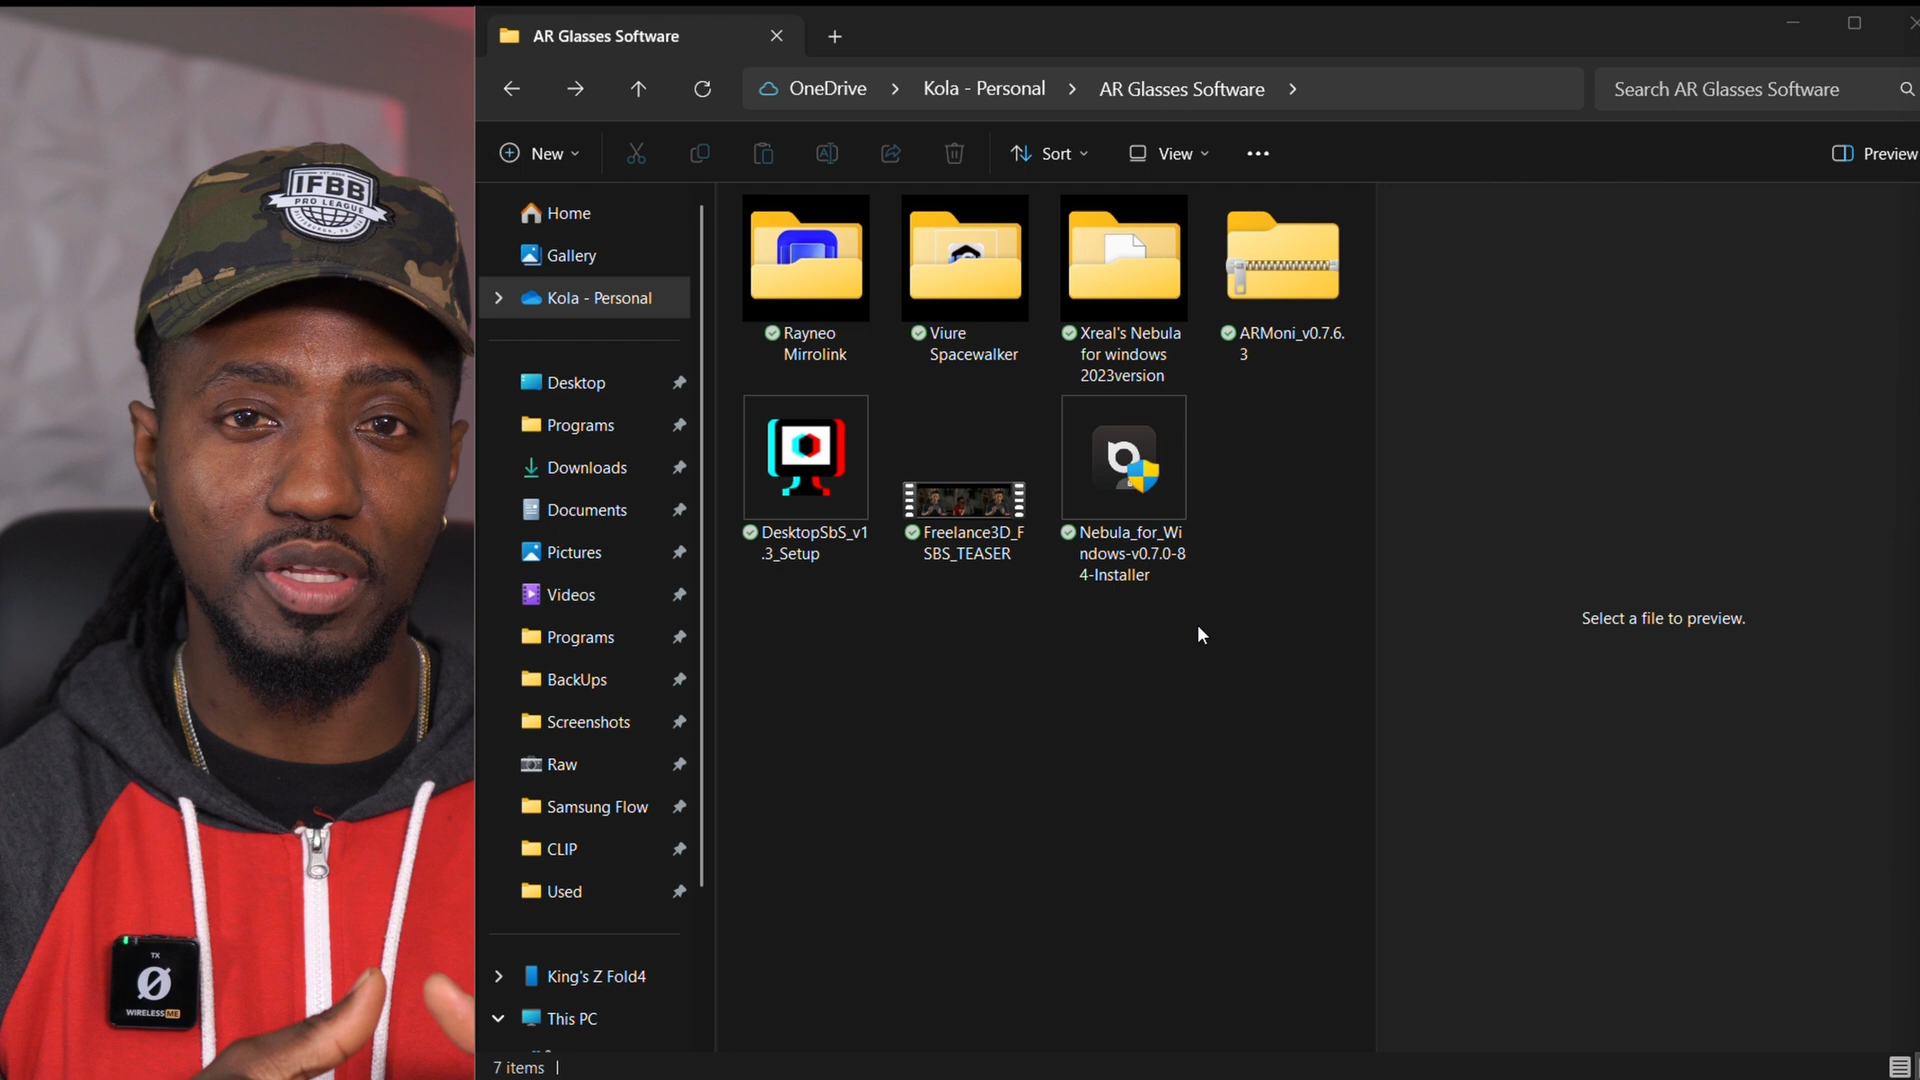 IFBB
PRO LEAGUE
TX
WIRELESS ME
AR Glasses Software
OneDrive > Kola - Personal > AR Glasses Software >
Search AR Glasses Software
New
Sort
View
Preview
Home
Gallery
Kola - Personal
Desktop
Programs
Downloads
Documents
Pictures
Videos
Programs
BackUps
Screenshots
Raw
Samsung Flow
CLIP
Used
King's Z Fold4
This PC
Rayneo
Mirrolink
Viure
Spacewalker
Xreal's Nebula
for windows
2023version
ARMoni_v0.7.6.
3
DesktopSbS_v1
.3_Setup
Freelance3D_F
SBS_TEASER
Nebula_for_Wi
ndows-v0.7.0-8
4-Installer
Select a file to preview.
7 items